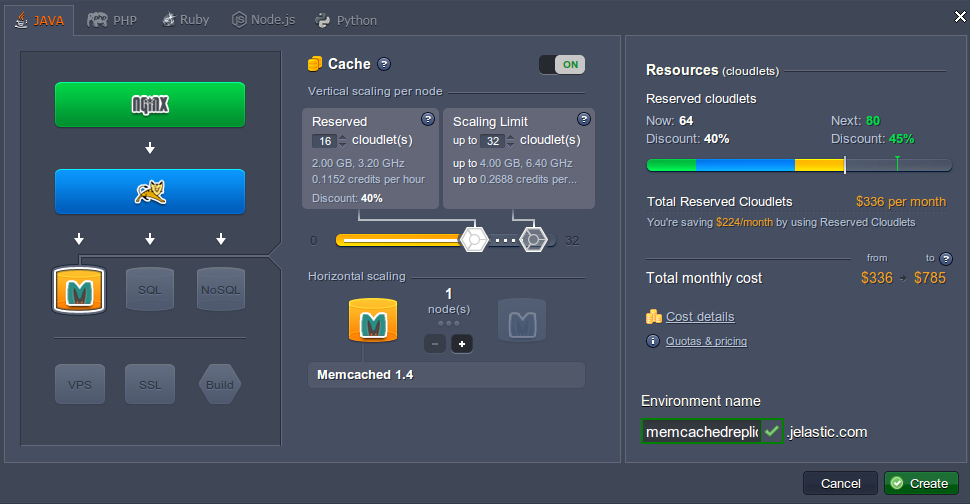 JAVA PHP Ruby Node.js Python
NGINX
SQL NoSQL
VPS SSL Build
Cache ? ON
Vertical scaling per node
Reserved ?
16 cloudlet(s)
2.00 GB, 3.20 GHz
0.1152 credits per hour
Discount: 40%
Scaling Limit ?
up to 32 cloudlet(s)
up to 4.00 GB, 6.40 GHz
up to 0.2688 credits per...
0 32
Horizontal scaling
1
node(s)
- +
Memcached 1.4
Resources (cloudlets)
Reserved cloudlets
Now: 64 Next: 80
Discount: 40% Discount: 45%
Total Reserved Cloudlets $336 per month
You're saving $224/month by using Reserved Cloudlets
from to ?
Total monthly cost $336 $785
Cost details
Quotas & pricing
Environment name
memcachedreplic .jelastic.com
Cancel Create